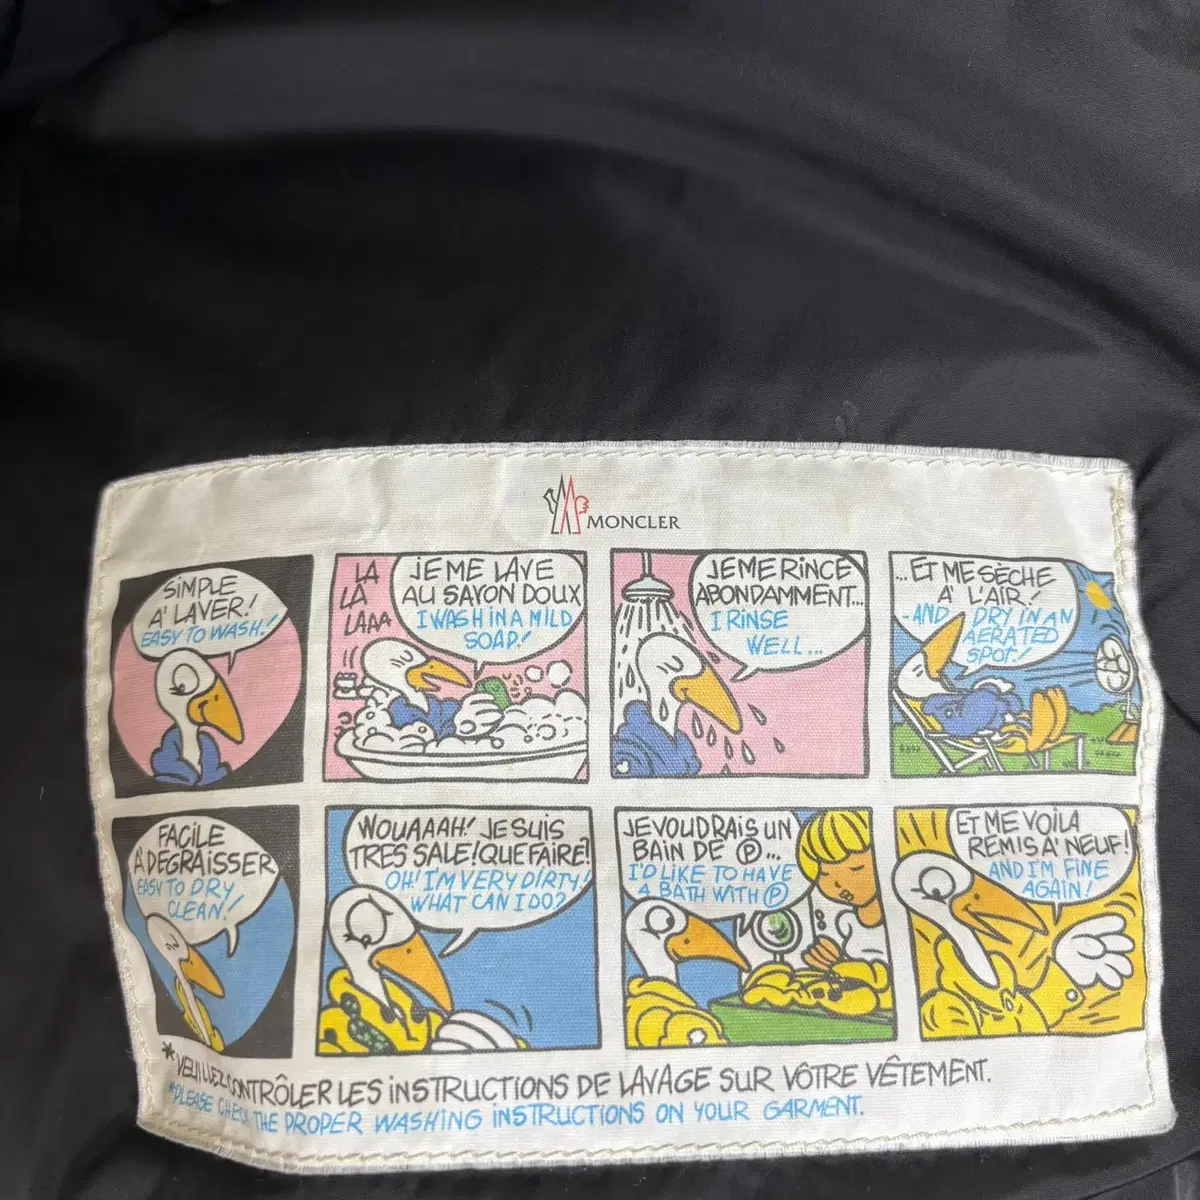 MONCLER
SIMPLE
A' LAVER!
EASY TO WASH!
LA
LA
LAAA
JE ME LAVE
AU SAVON DOUX
I WASH IN A MILD
SOAP!
JE ME RINCE
ABONDAMMENT...
I RINSE
WELL...
...ET ME SÈCHE
A' L'AIR!
-AND DRY IN AN
AERATED
SPOT!
FACILE
A' DEGRAISSER
EASY TO DRY
CLEAN!
WOUAAAH! JE SUIS
TRES SALE! QUE FAIRE?
OH! I'M VERY DIRTY!
WHAT CAN I DO?
JE VOUDRAIS UN
BAIN DE Ⓟ...
I'D LIKE TO HAVE
A BATH WITH Ⓟ
ET ME VOILA
REMIS A' NEUF!
AND I'M FINE
AGAIN!
*VEUILLEZ CONTRÔLER LES INSTRUCTIONS DE LAVAGE SUR VÔTRE VÊTEMENT.
*PLEASE CHECK THE PROPER WASHING INSTRUCTIONS ON YOUR GARMENT.